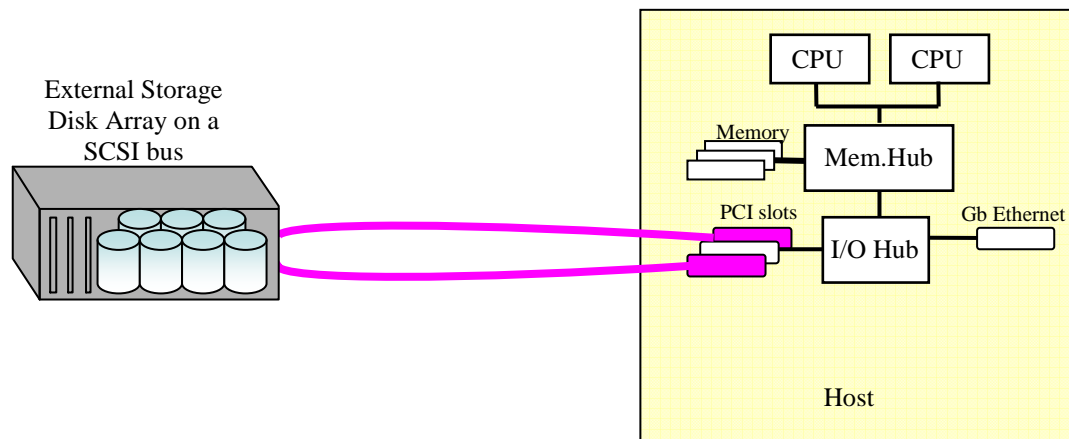 External Storage
Disk Array on a
SCSI bus
CPU
CPU
Memory
Mem.Hub
PCI slots
I/O Hub
Gb Ethernet
Host